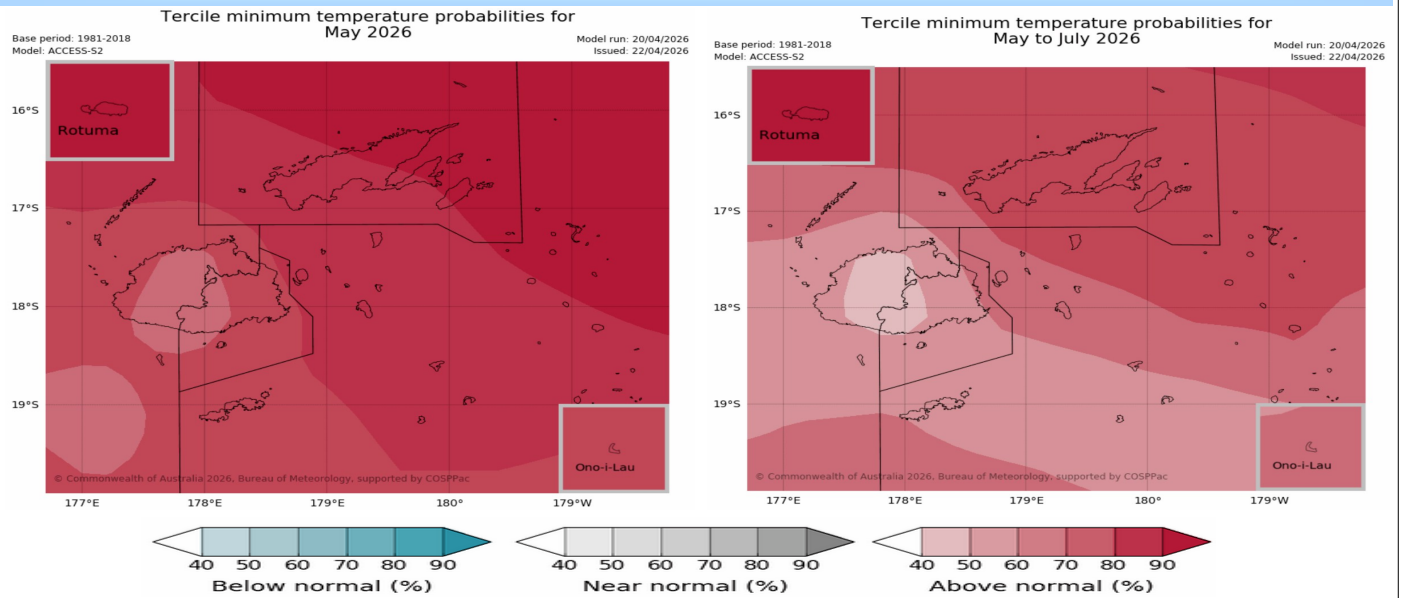 Tercile minimum temperature probabilities for
May 2026
Base period: 1981-2018
Model: ACCESS-S2
Model run: 20/04/2026
Issued: 22/04/2026
16°S
17°S
18°S
19°S
Rotuma
Ono-i-Lau
© Commonwealth of Australia 2026, Bureau of Meteorology, supported by COSPPac
177°E 178°E 179°E 180° 179°W
Tercile minimum temperature probabilities for
May to July 2026
Base period: 1981-2018
Model: ACCESS-S2
Model run: 20/04/2026
Issued: 22/04/2026
16°S
17°S
18°S
19°S
Rotuma
Ono-i-Lau
© Commonwealth of Australia 2026, Bureau of Meteorology, supported by COSPPac
177°E 178°E 179°E 180° 179°W
40 50 60 70 80 90
Below normal (%)
40 50 60 70 80 90
Near normal (%)
40 50 60 70 80 90
Above normal (%)